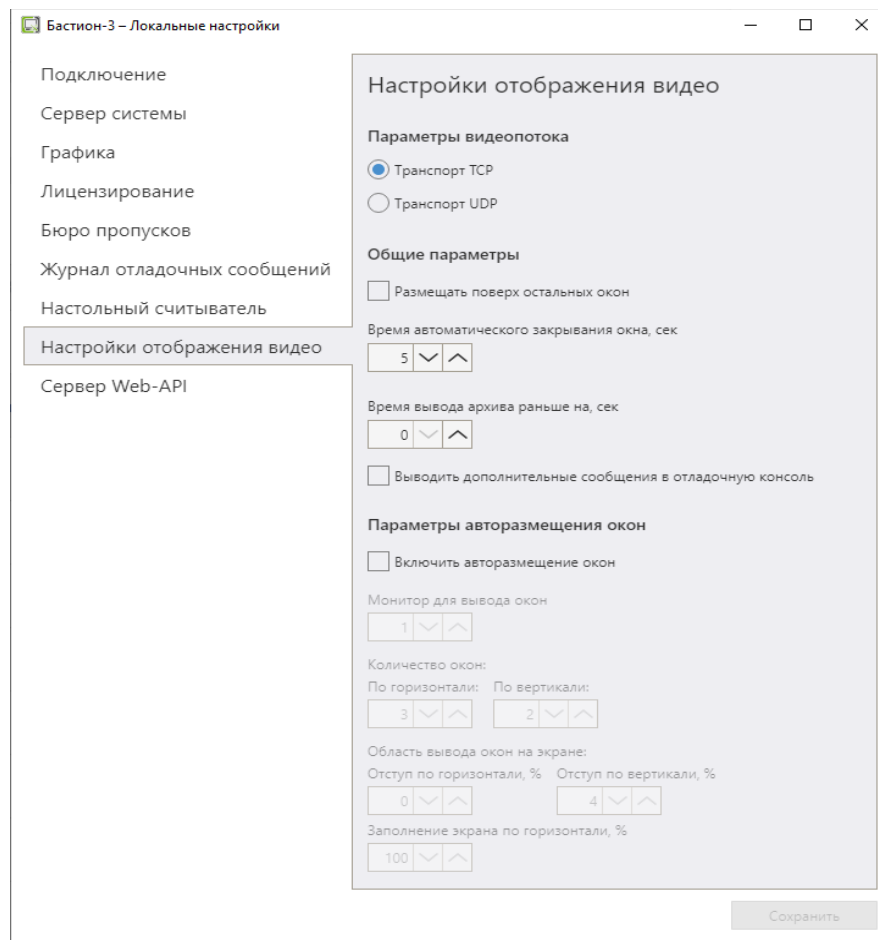 Бастион-3 – Локальные настройки
Подключение
Сервер системы
Графика
Лицензирование
Бюро пропусков
Журнал отладочных сообщений
Настольный считыватель
Настройки отображения видео
Сервер Web-API
Настройки отображения видео
Параметры видеопотока
Транспорт TCP
Транспорт UDP
Общие параметры
Размещать поверх остальных окон
Время автоматического закрывания окна, сек
5
Время вывода архива раньше на, сек
0
Выводить дополнительные сообщения в отладочную консоль
Параметры авторазмещения окон
Включить авторазмещение окон
Монитор для вывода окон
1
Количество окон:
По горизонтали: По вертикали:
3 2
Область вывода окон на экране:
Отступ по горизонтали, % Отступ по вертикали, %
0 4
Заполнение экрана по горизонтали, %
100
Сохранить